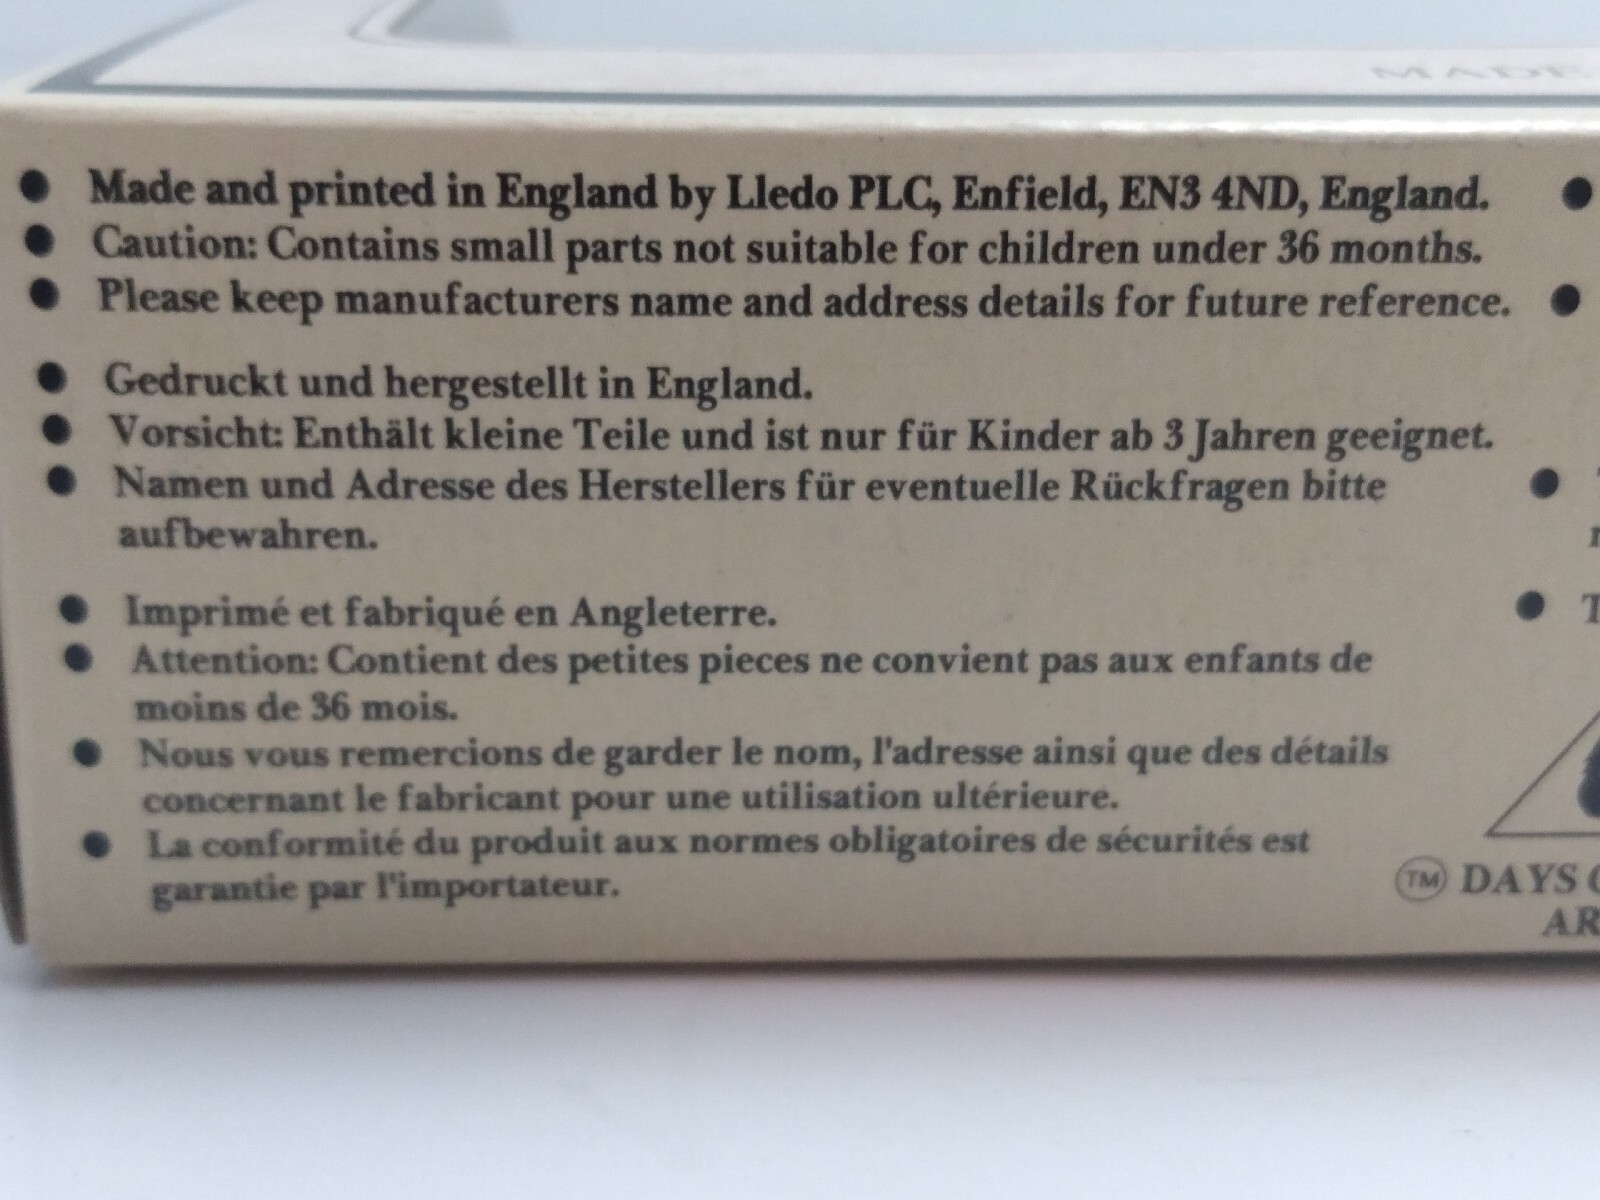 MADE
● Made and printed in England by Lledo PLC, Enfield, EN3 4ND, England.
● Caution: Contains small parts not suitable for children under 36 months.
● Please keep manufacturers name and address details for future reference.
● Gedruckt und hergestellt in England.
● Vorsicht: Enthält kleine Teile und ist nur für Kinder ab 3 Jahren geeignet.
● Namen und Adresse des Herstellers für eventuelle Rückfragen bitte
aufbewahren.
● Imprimé et fabriqué en Angleterre.
● Attention: Contient des petites pieces ne convient pas aux enfants de
moins de 36 mois.
● Nous vous remercions de garder le nom, l'adresse ainsi que des détails
concernant le fabricant pour une utilisation ultérieure.
● La conformité du produit aux normes obligatoires de sécurités est
garantie par l'importateur.
TM DAYS